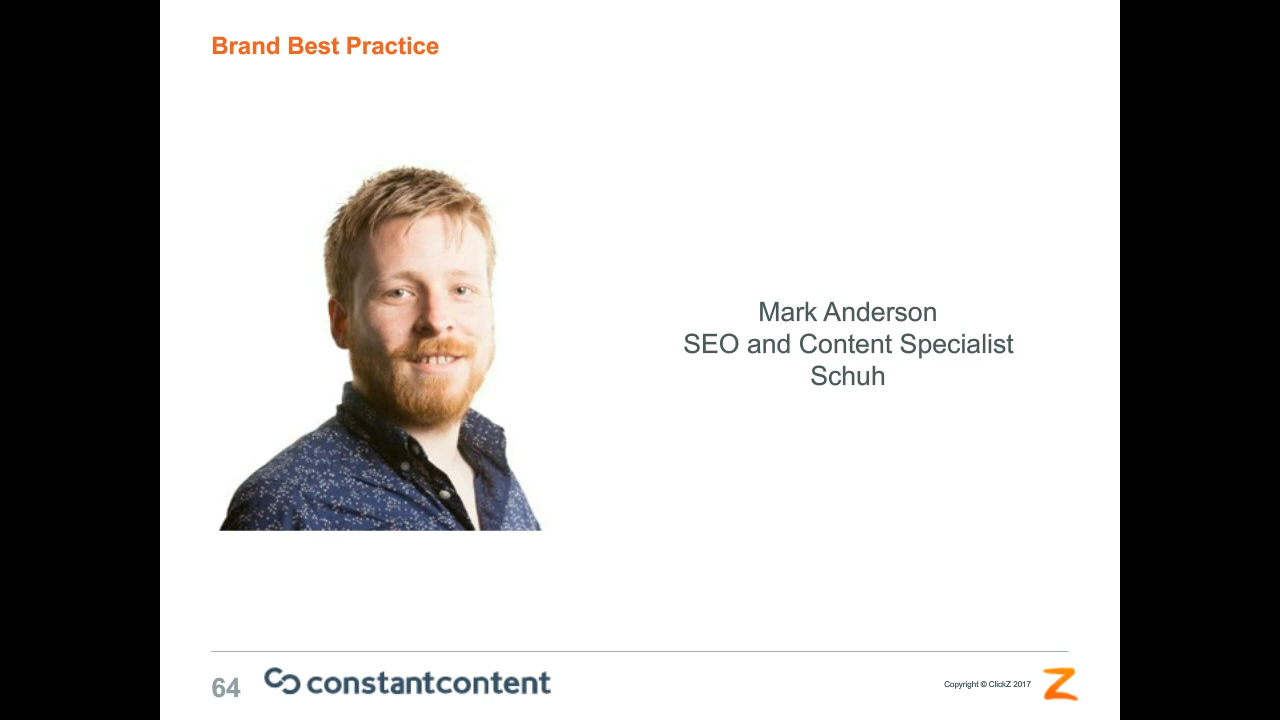 Brand Best Practice
Mark Anderson
SEO and Content Specialist
Schuh
64
constantcontent
Copyright © ClickZ 2017